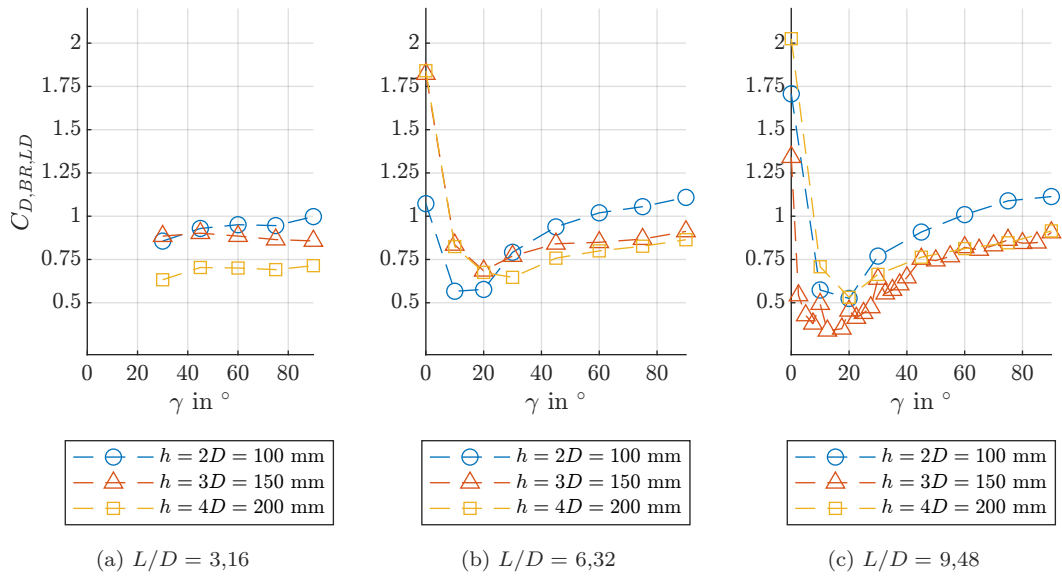 2
1.75
1.5
1.25
1
0.75
0.5
0 20 40 60 80
C_{D,BR,LD}
γ in °
2
1.75
1.5
1.25
1
0.75
0.5
0 20 40 60 80
γ in °
2
1.75
1.5
1.25
1
0.75
0.5
0 20 40 60 80
γ in °
h = 2D = 100 mm
h = 3D = 150 mm
h = 4D = 200 mm
h = 2D = 100 mm
h = 3D = 150 mm
h = 4D = 200 mm
h = 2D = 100 mm
h = 3D = 150 mm
h = 4D = 200 mm
(a) L/D = 3,16
(b) L/D = 6,32
(c) L/D = 9,48